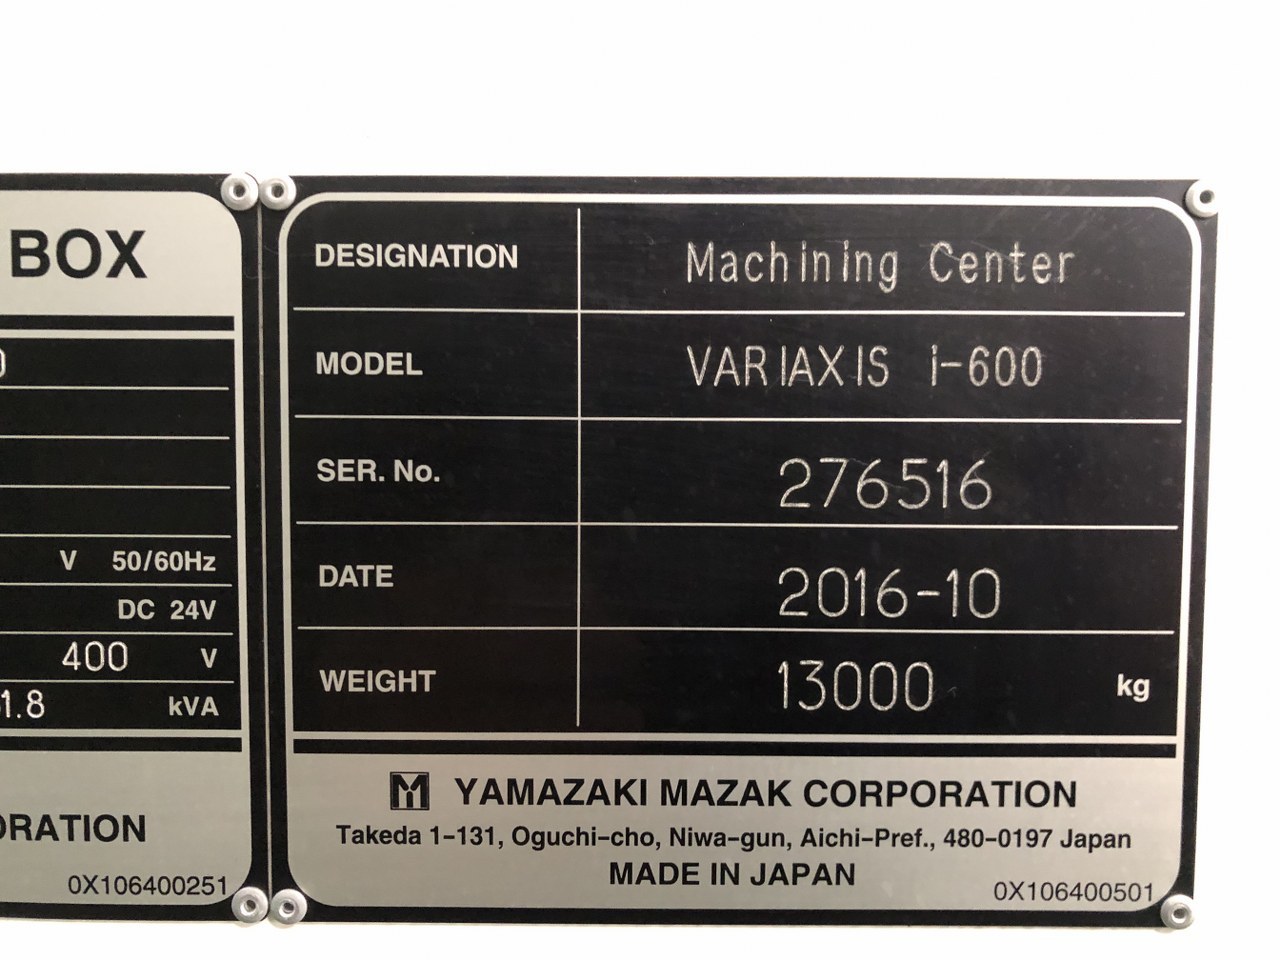 BOX
V 50/60Hz
DC 24V
400 V
1.8 kVA
ORATION
0X106400251
DESIGNATION Machining Center
MODEL VARIAXIS i-600
SER. No. 276516
DATE 2016-10
WEIGHT 13000 kg
YAMAZAKI MAZAK CORPORATION
Takeda 1-131, Oguchi-cho, Niwa-gun, Aichi-Pref., 480-0197 Japan
MADE IN JAPAN
0X106400501